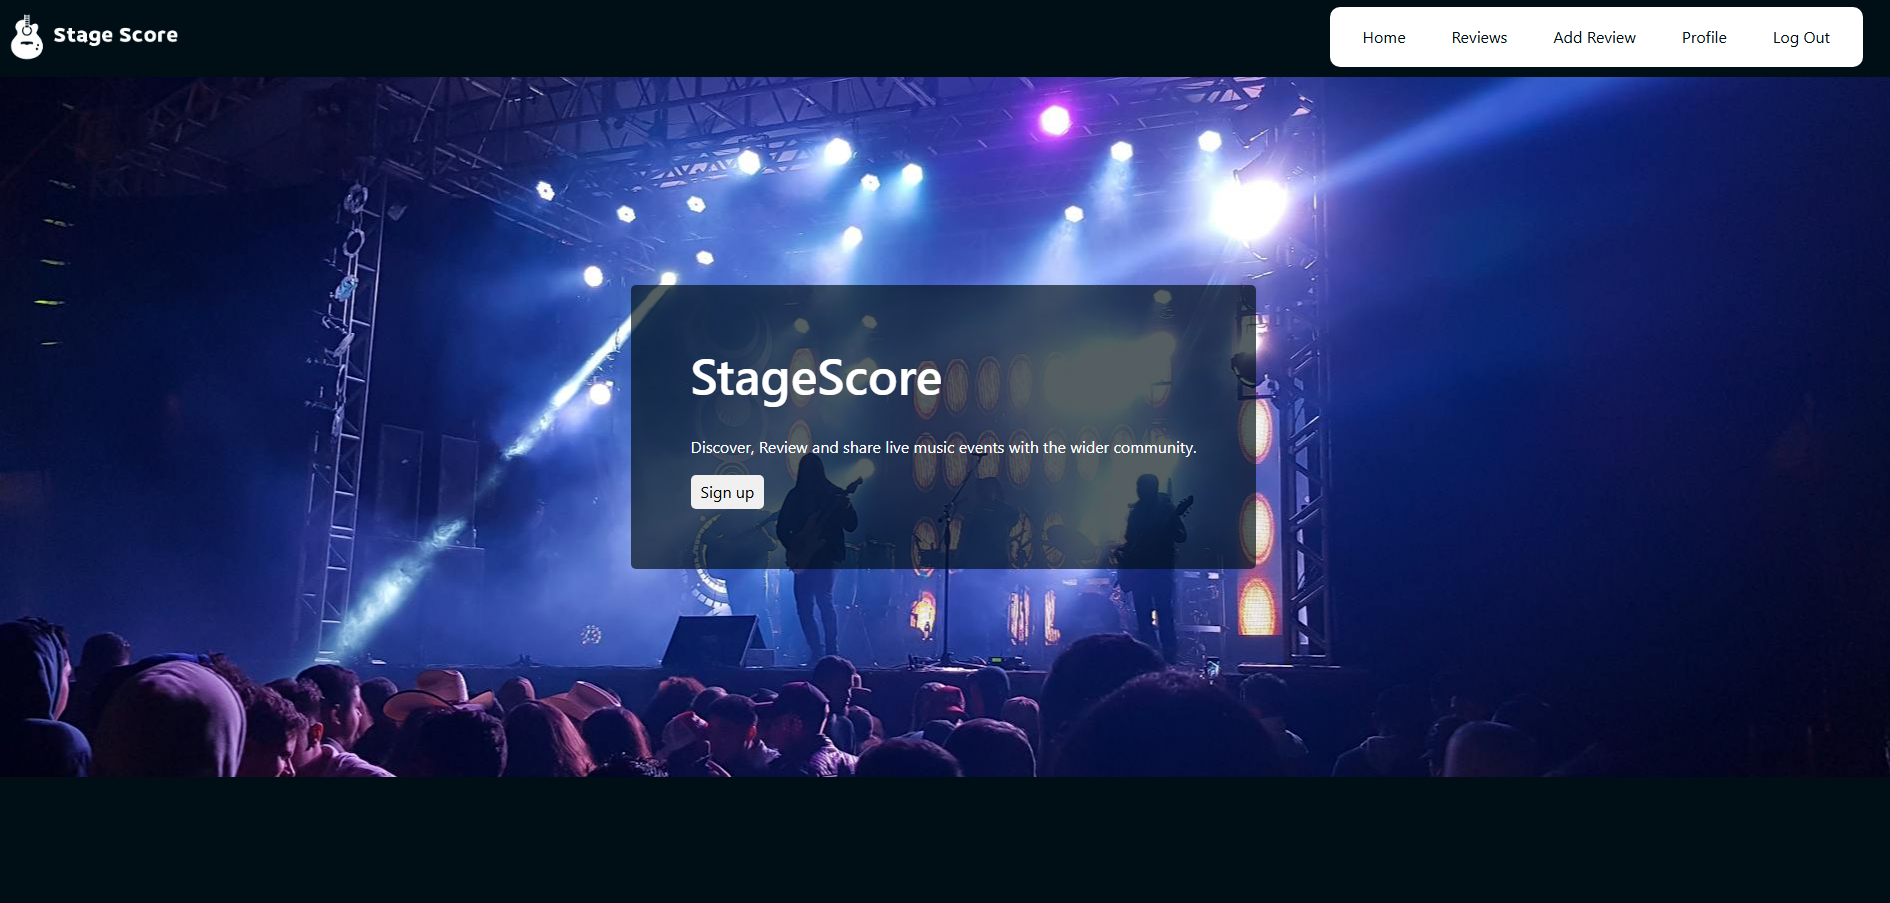 Stage Score
Home Reviews Add Review Profile Log Out
StageScore
Discover, Review and share live music events with the wider community.
Sign up